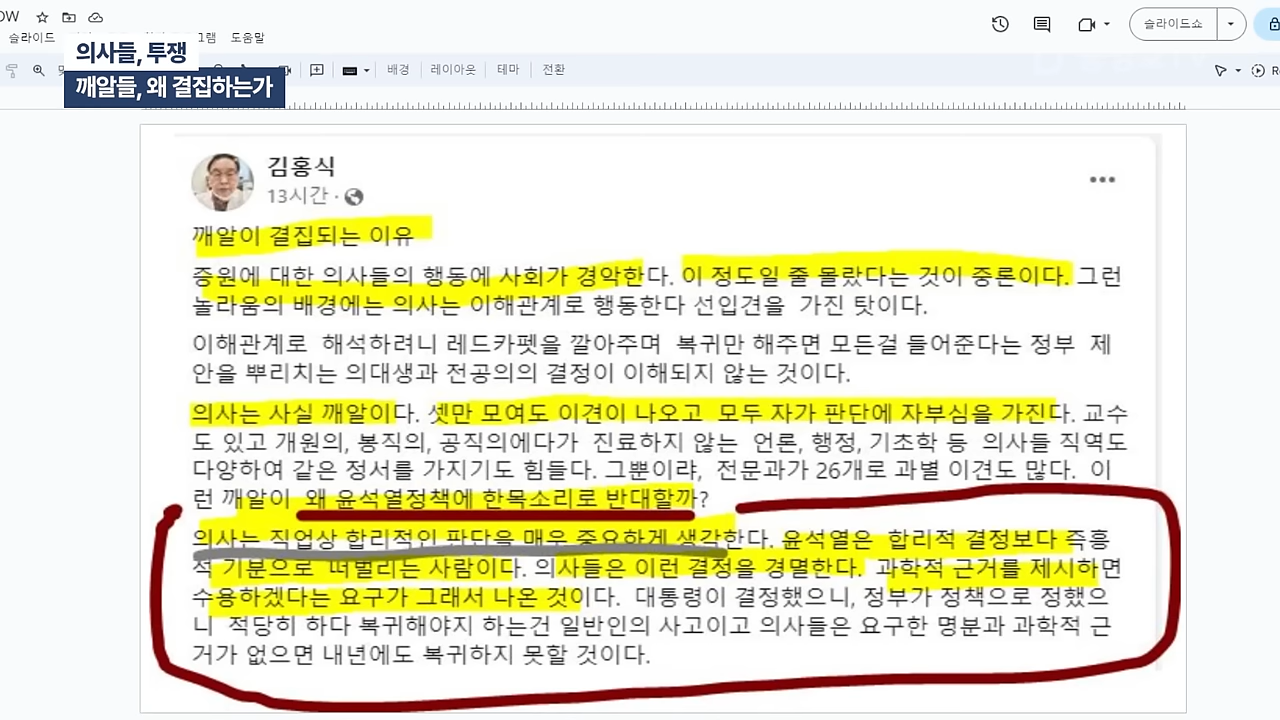 OW
슬라이드
그램 도움말
슬라이드쇼
의사들, 투쟁
깨알들, 왜 결집하는가
배경 레이아웃 테마 전환
김홍식
13시간 ·
깨알이 결집되는 이유
증원에 대한 의사들의 행동에 사회가 경악한다. 이 정도일 줄 몰랐다는 것이 중론이다. 그런
놀라움의 배경에는 의사는 이해관계로 행동한다 선입견을 가진 탓이다.
이해관계로 해석하려니 레드카펫을 깔아주며 복귀만 해주면 모든걸 들어준다는 정부 제
안을 뿌리치는 의대생과 전공의의 결정이 이해되지 않는 것이다.
의사는 사실 깨알이다. 셋만 모여도 이견이 나오고 모두 자가 판단에 자부심을 가진다. 교수
도 있고 개원의, 봉직의, 공직의에다가 진료하지 않는 언론, 행정, 기초학 등 의사들 직역도
다양하여 같은 정서를 가지기도 힘들다. 그뿐이랴, 전문과가 26개로 과별 이견도 많다. 이
런 깨알이 왜 윤석열정책에 한목소리로 반대할까?
의사는 직업상 합리적인 판단을 매우 중요하게 생각한다. 윤석열은 합리적 결정보다 즉흥
적 기분으로 떠벌리는 사람이다. 의사들은 이런 결정을 경멸한다. 과학적 근거를 제시하면
수용하겠다는 요구가 그래서 나온 것이다. 대통령이 결정했으니, 정부가 정책으로 정했으
니 적당히 하다 복귀해야지 하는건 일반인의 사고이고 의사들은 요구한 명분과 과학적 근
거가 없으면 내년에도 복귀하지 못할 것이다.